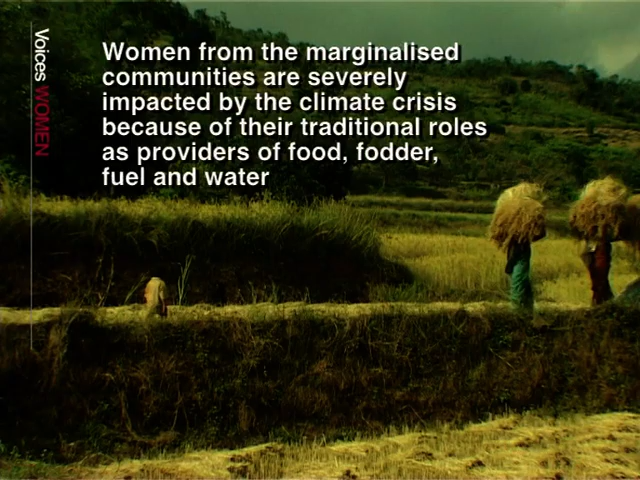 Voices WOMEN
Women from the marginalised
communities are severely
impacted by the climate crisis
because of their traditional roles
as providers of food, fodder,
fuel and water